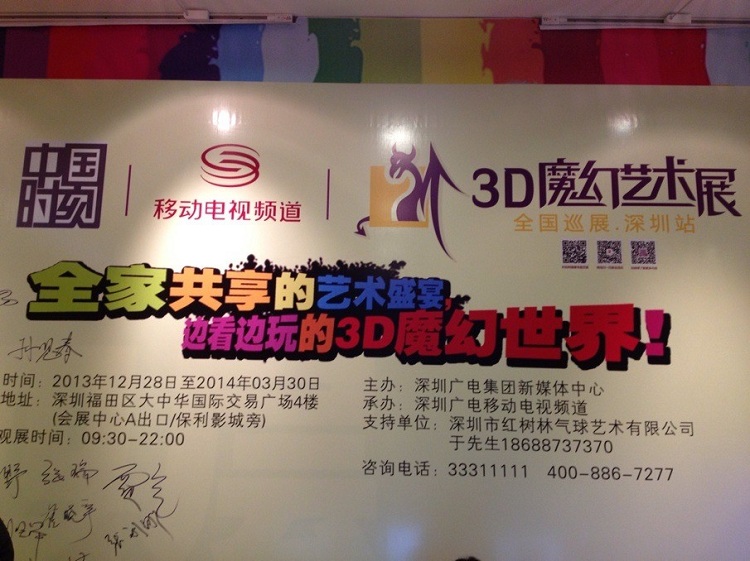 中国时刻
移动电视频道
3D魔幻艺术展
全国巡展.深圳站
全家共享的艺术盛宴,
边看边玩的3D魔幻世界!
时间: 2013年12月28日至2014年03月30日
地址: 深圳福田区大中华国际交易广场4楼
(会展中心A出口/保利影城旁)
观展时间: 09:30-22:00
主办: 深圳广电集团新媒体中心
承办: 深圳广电移动电视频道
支持单位: 深圳市红树林气球艺术有限公司
于先生18688737370
咨询电话: 33311111 400-886-7277